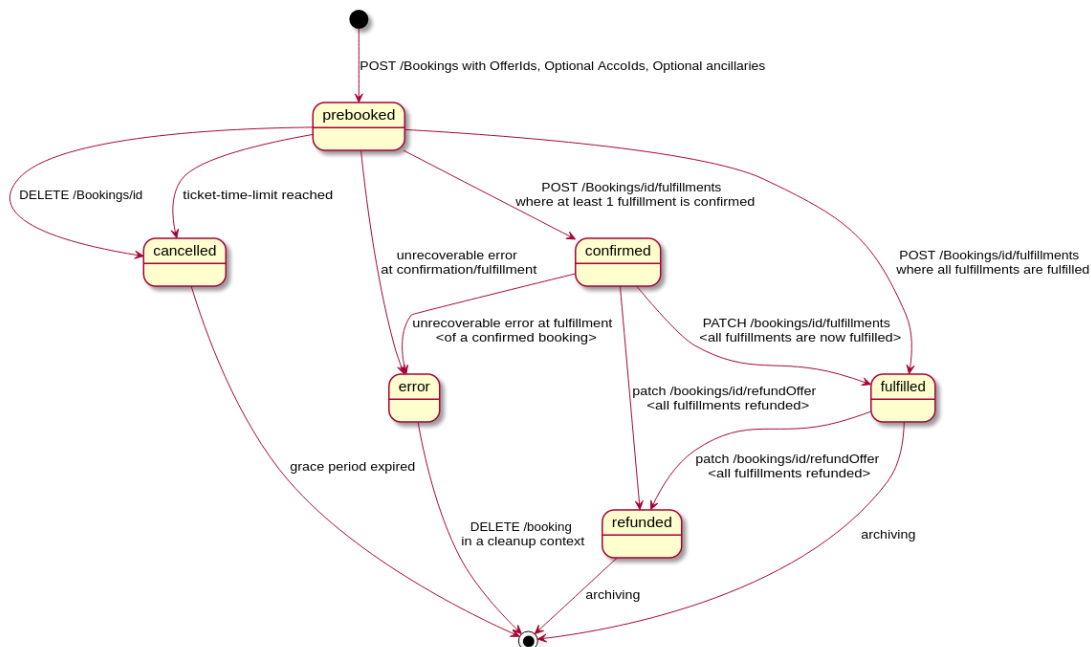 POST /Bookings with OfferIds, Optional AccoIds, Optional ancillaries
prebooked
DELETE /Bookings/id
ticket-time-limit reached
POST /Bookings/id/fulfillments
where at least 1 fulfillment is confirmed
cancelled
confirmed
unrecoverable error
at confirmation/fulfillment
POST /Bookings/id/fulfillments
where all fulfillments are fulfilled
unrecoverable error at fulfillment
<of a confirmed booking>
PATCH /bookings/id/fulfillments
<all fulfillments are now fulfilled>
error
fulfilled
patch /bookings/id/refundOffer
<all fulfillments refunded>
grace period expired
patch /bookings/id/refundOffer
<all fulfillments refunded>
refunded
DELETE /booking
in a cleanup context
archiving
archiving